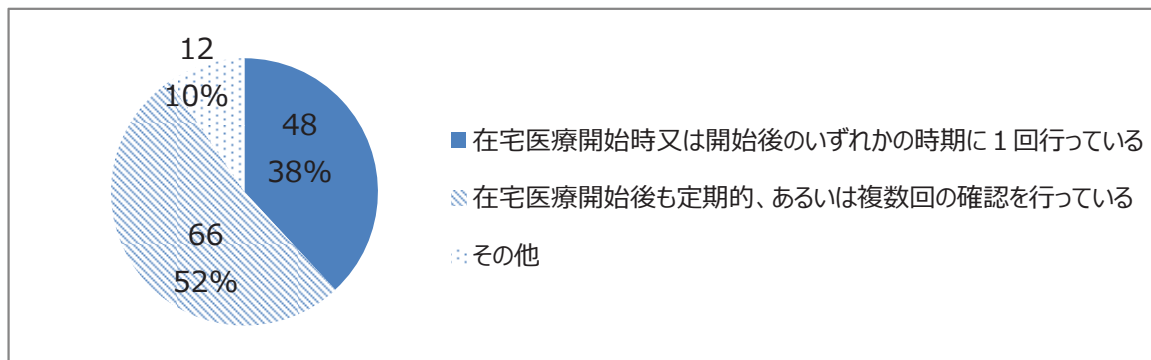 12
10%
48
38%
66
52%
在宅医療開始時又は開始後のいずれかの時期に１回行っている
在宅医療開始後も定期的、あるいは複数回の確認を行っている
その他